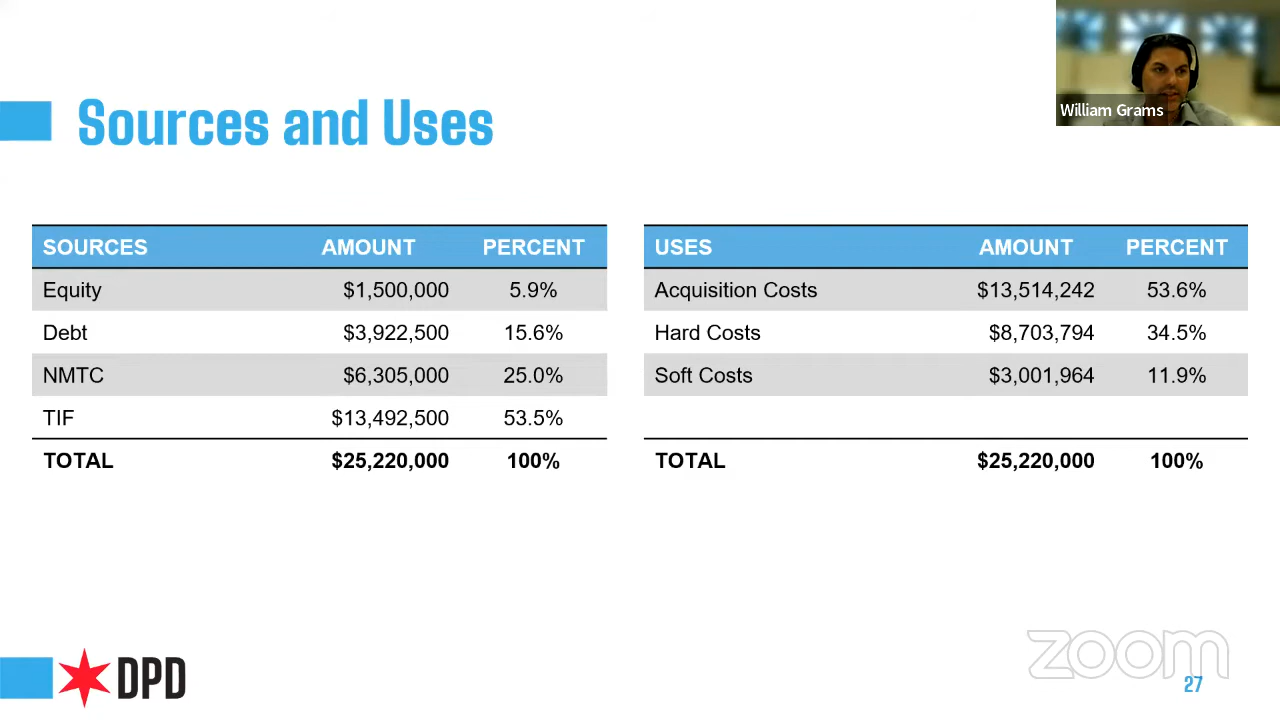 William Grams
Sources and Uses
SOURCES AMOUNT PERCENT
Equity $1,500,000 5.9%
Debt $3,922,500 15.6%
NMTC $6,305,000 25.0%
TIF $13,492,500 53.5%
TOTAL $25,220,000 100%
USES AMOUNT PERCENT
Acquisition Costs $13,514,242 53.6%
Hard Costs $8,703,794 34.5%
Soft Costs $3,001,964 11.9%
TOTAL $25,220,000 100%
DPD
zoom
27